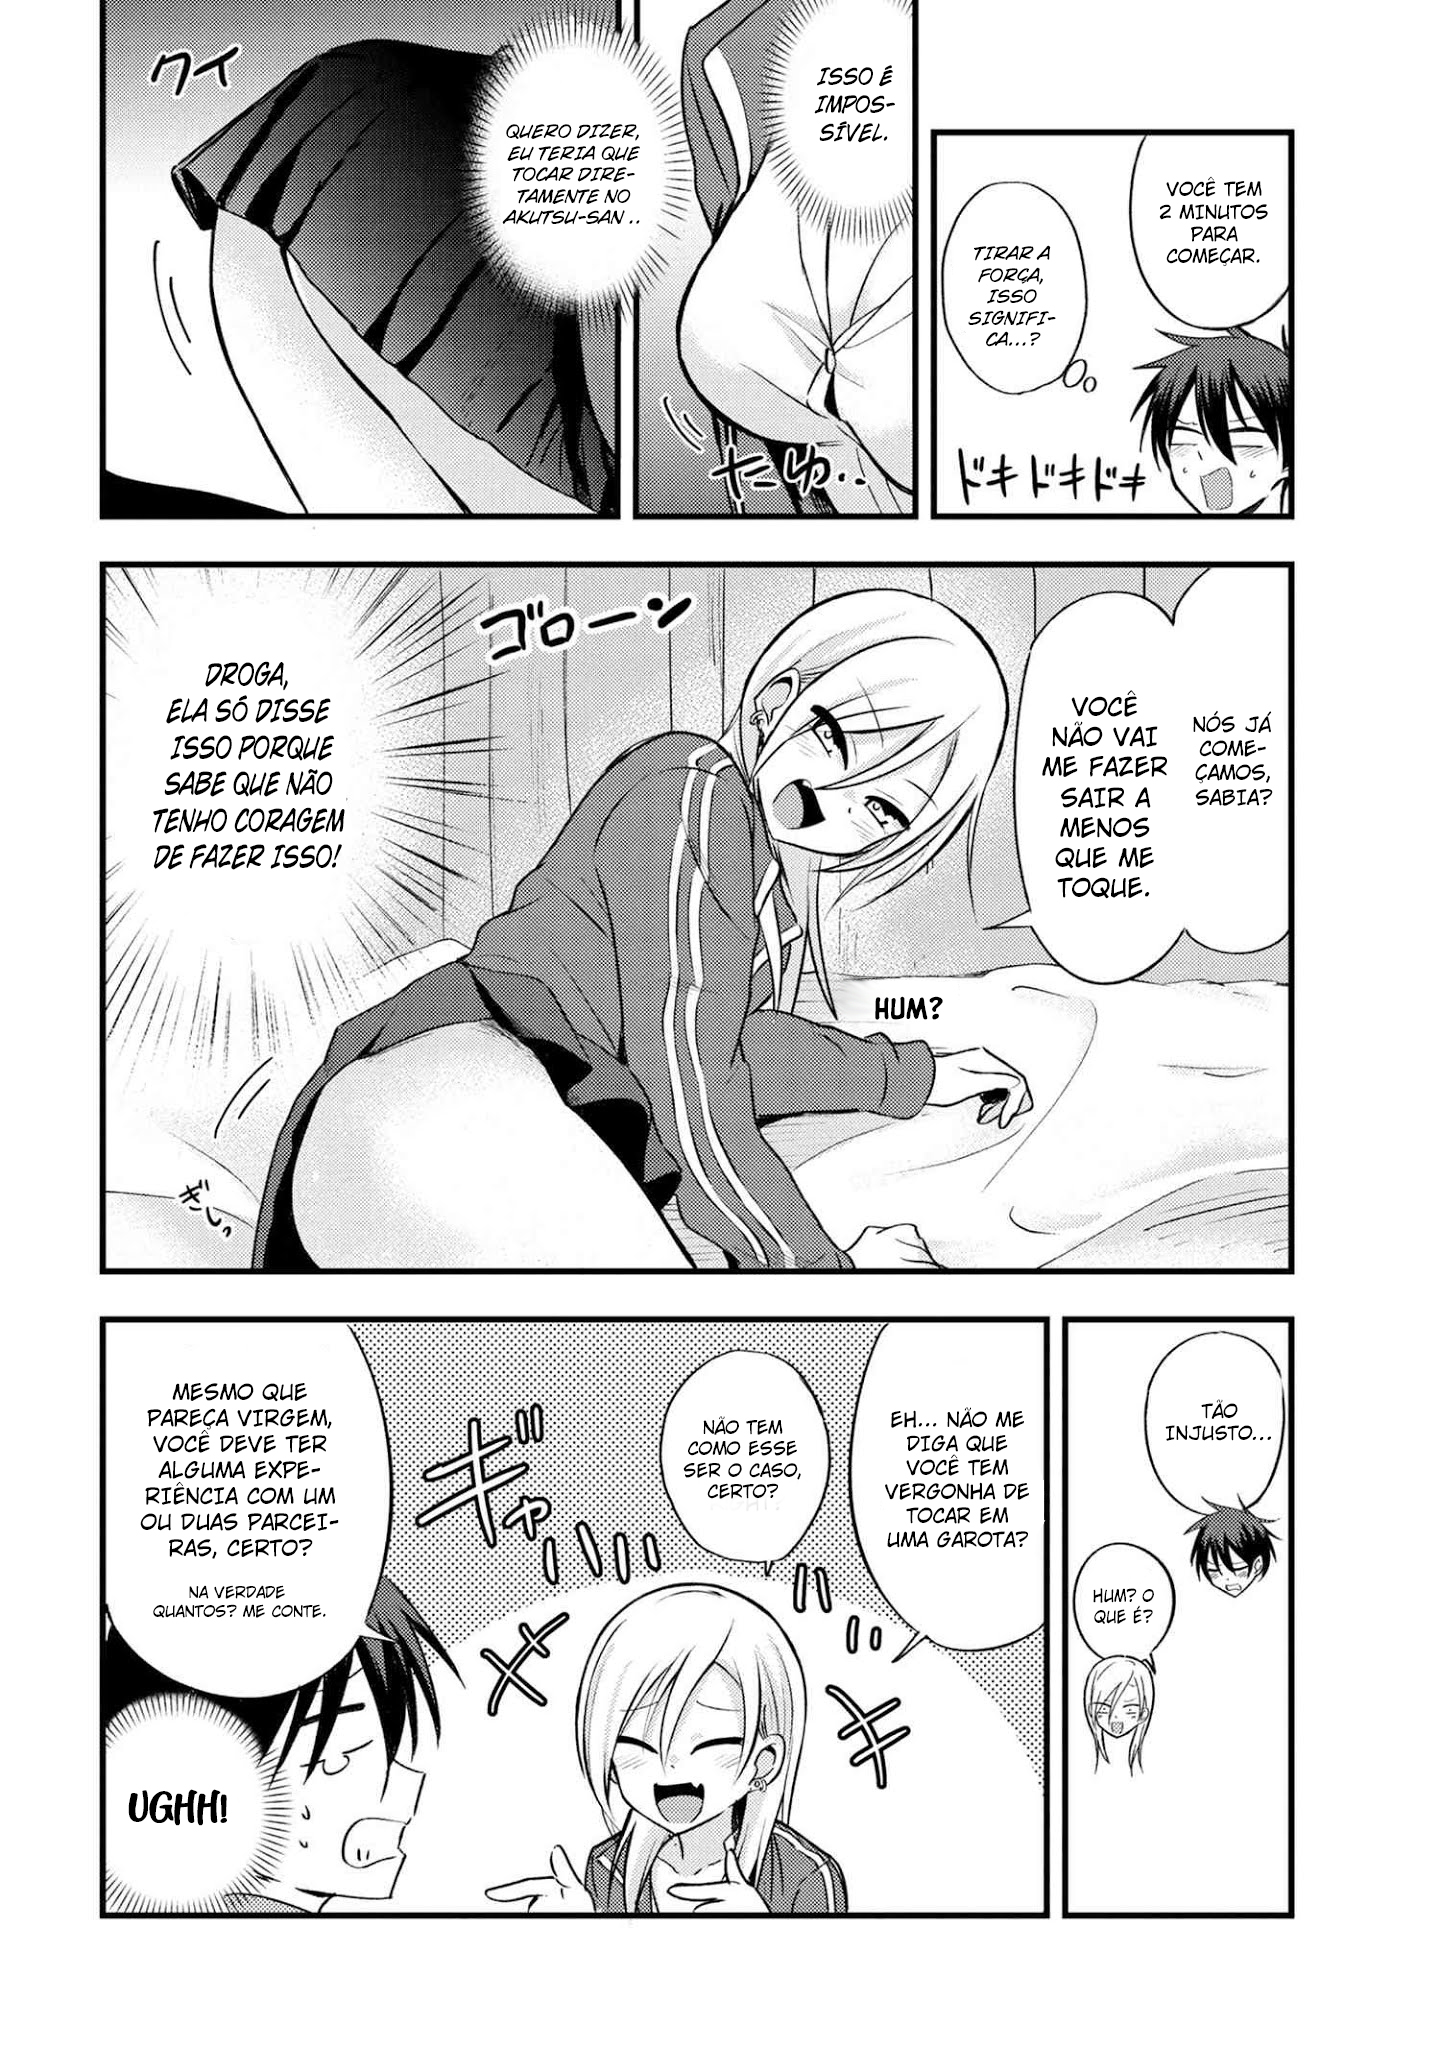 VOCÊ TEM
2 MINUTOS
PARA
COMEÇAR.
TIRAR A
FORÇA,
ISSO
SIGNIFI-
CA...?
ドキドキドキ
ISSO É
IMPOS-
SÍVEL.
たゆ..
QUERO DIZER,
EU TERIA QUE
TOCAR DIRE-
TAMENTE NO
AKUTSU-SAN ..
クイ
NÓS JÁ
COME-
ÇAMOS,
SABIA?
VOCÊ
NÃO VAI
ME FAZER
SAIR A
MENOS
QUE ME
TOQUE.
HUM?
ゴローン
DROGA,
ELA SÓ DISSE
ISSO PORQUE
SABE QUE NÃO
TENHO CORAGEM
DE FAZER ISSO!
ぎしっ
TÃO
INJUSTO...
HUM? O
QUE É?
EH... NÃO ME
DIGA QUE
VOCÊ TEM
VERGONHA DE
TOCAR EM
UMA GAROTA?
NÃO TEM
COMO ESSE
SER O CASO,
CERTO?
ギャハハハハ
MESMO QUE
PAREÇA VIRGEM,
VOCÊ DEVE TER
ALGUMA EXPE-
RIÊNCIA COM UM
OU DUAS PARCEI-
RAS, CERTO?
NA VERDADE
QUANTOS? ME CONTE.
UGHH!